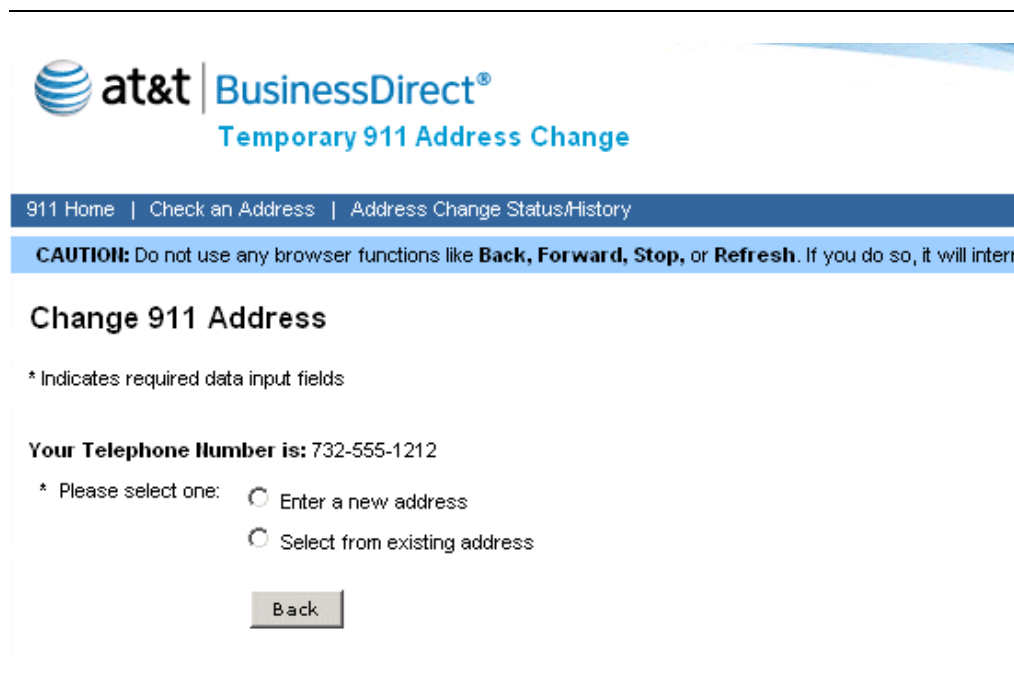 at&t BusinessDirect®
Temporary 911 Address Change
911 Home | Check an Address | Address Change Status/History
CAUTION: Do not use any browser functions like Back, Forward, Stop, or Refresh. If you do so, it will
Change 911 Address
* Indicates required data input fields
Your Telephone Number is: 732-555-1212
* Please select one:
Enter a new address
Select from existing address
Back